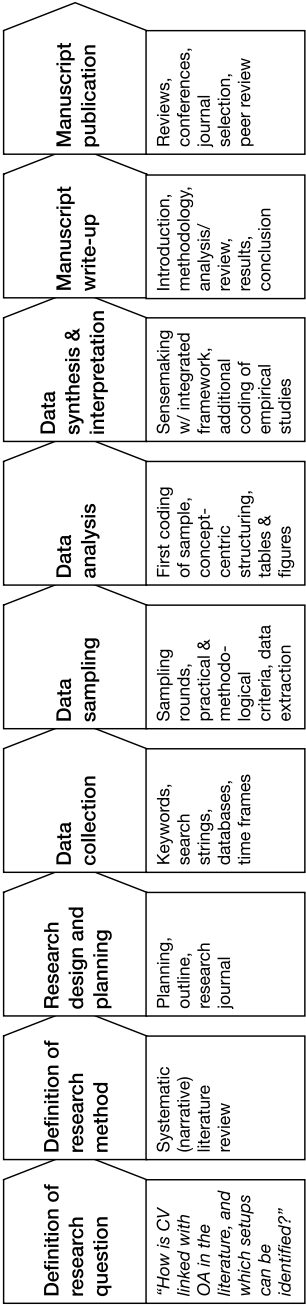 Definition of
research
question
"How is CV
linked with
OA in the
literature, and
which setups
can be
identified?"
Definition of
research
method
Systematic
(narrative)
literature
review
Research
design and
planning
Planning,
outline,
research
journal
Data
collection
Keywords,
search
strings,
databases,
time frames
Data
sampling
Sampling
rounds,
practical &
methodo-
logical
criteria, data
extraction
Data
analysis
First coding
of sample,
concept-
centric
structuring,
tables &
figures
Data
synthesis &
interpretation
Sensemaking
w/ integrated
framework,
additional
coding of
empirical
studies
Manuscript
write-up
Introduction,
methodology,
analysis/
review,
results,
conclusion
Manuscript
publication
Reviews,
conferences,
journal
selection,
peer review